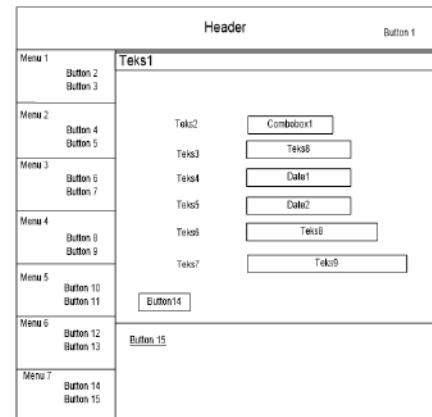 Header
Button 1
Menu 1
Button 2
Button 3
Menu 2
Button 4
Button 5
Menu 3
Button 6
Button 7
Menu 4
Button 8
Button 9
Menu 5
Button 10
Button 11
Menu 6
Button 12
Button 13
Menu 7
Button 14
Button 15
Teks1
Teks2 Combobox1
Teks3 Teks8
Teks4 Date1
Teks5 Date2
Teks6 Teks8
Teks7 Teks9
Button14
Button 15